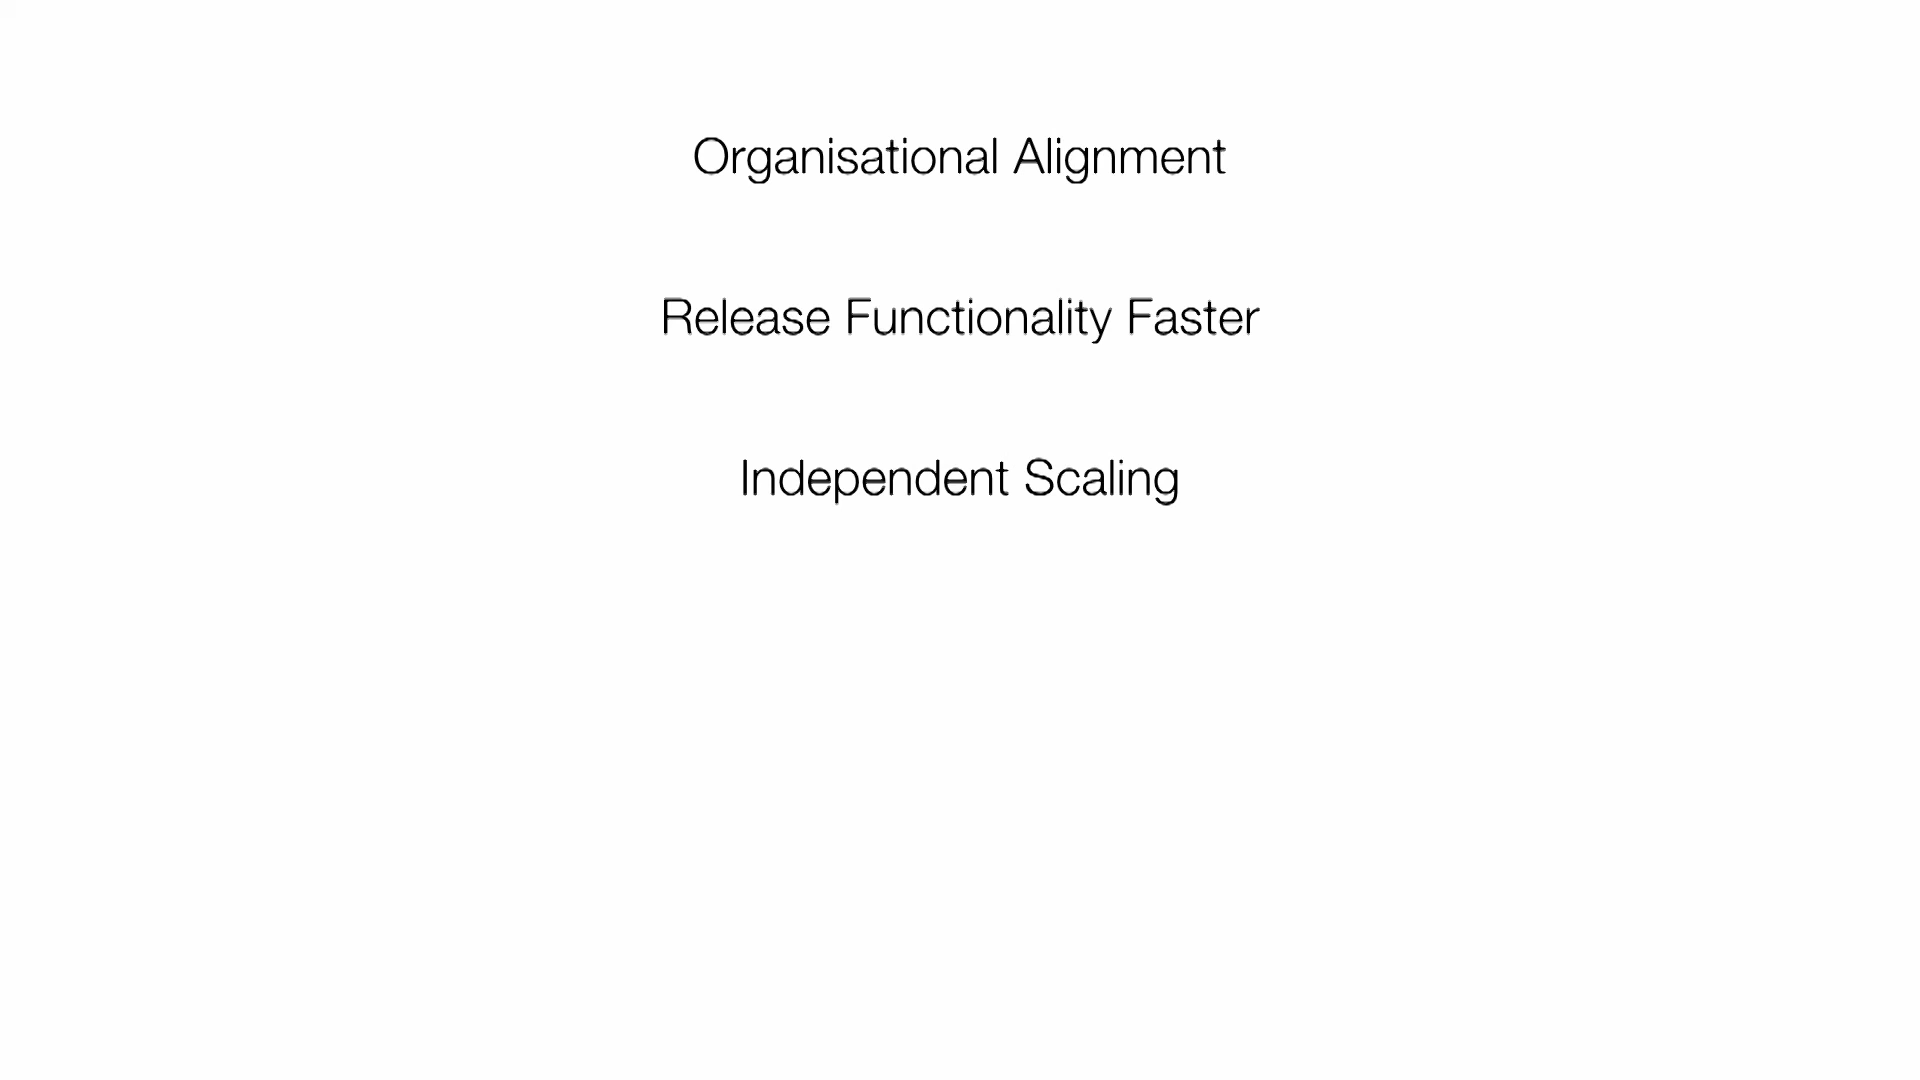 Organisational Alignment
Release Functionality Faster
Independent Scaling